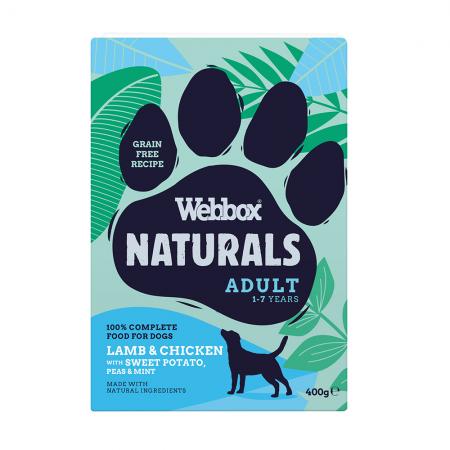 GRAIN
FREE
RECIPE
Webbox®
NATURALS
ADULT
1-7 YEARS
100% COMPLETE
FOOD FOR DOGS
LAMB & CHICKEN
WITH SWEET POTATO,
PEAS & MINT
MADE WITH
NATURAL INGREDIENTS
400g℮